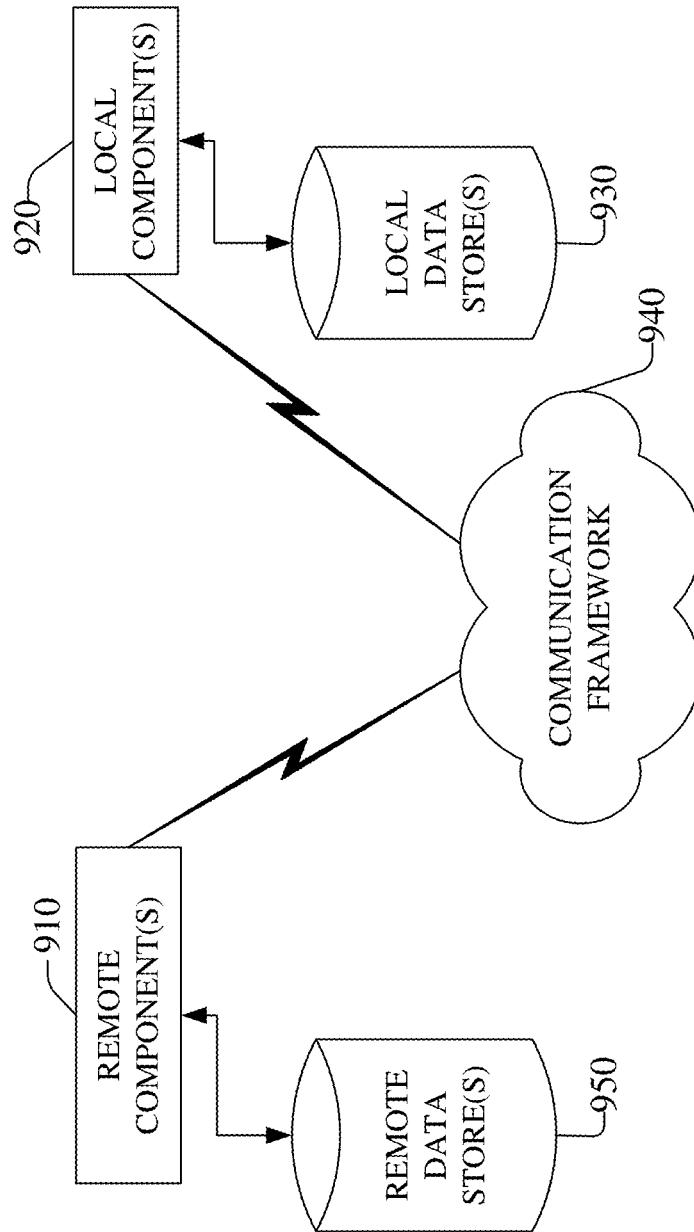 910
REMOTE
COMPONENT(S)
920
LOCAL
COMPONENT(S)
REMOTE
DATA
STORE(S)
950
LOCAL
DATA
STORE(S)
930
COMMUNICATION
FRAMEWORK
940